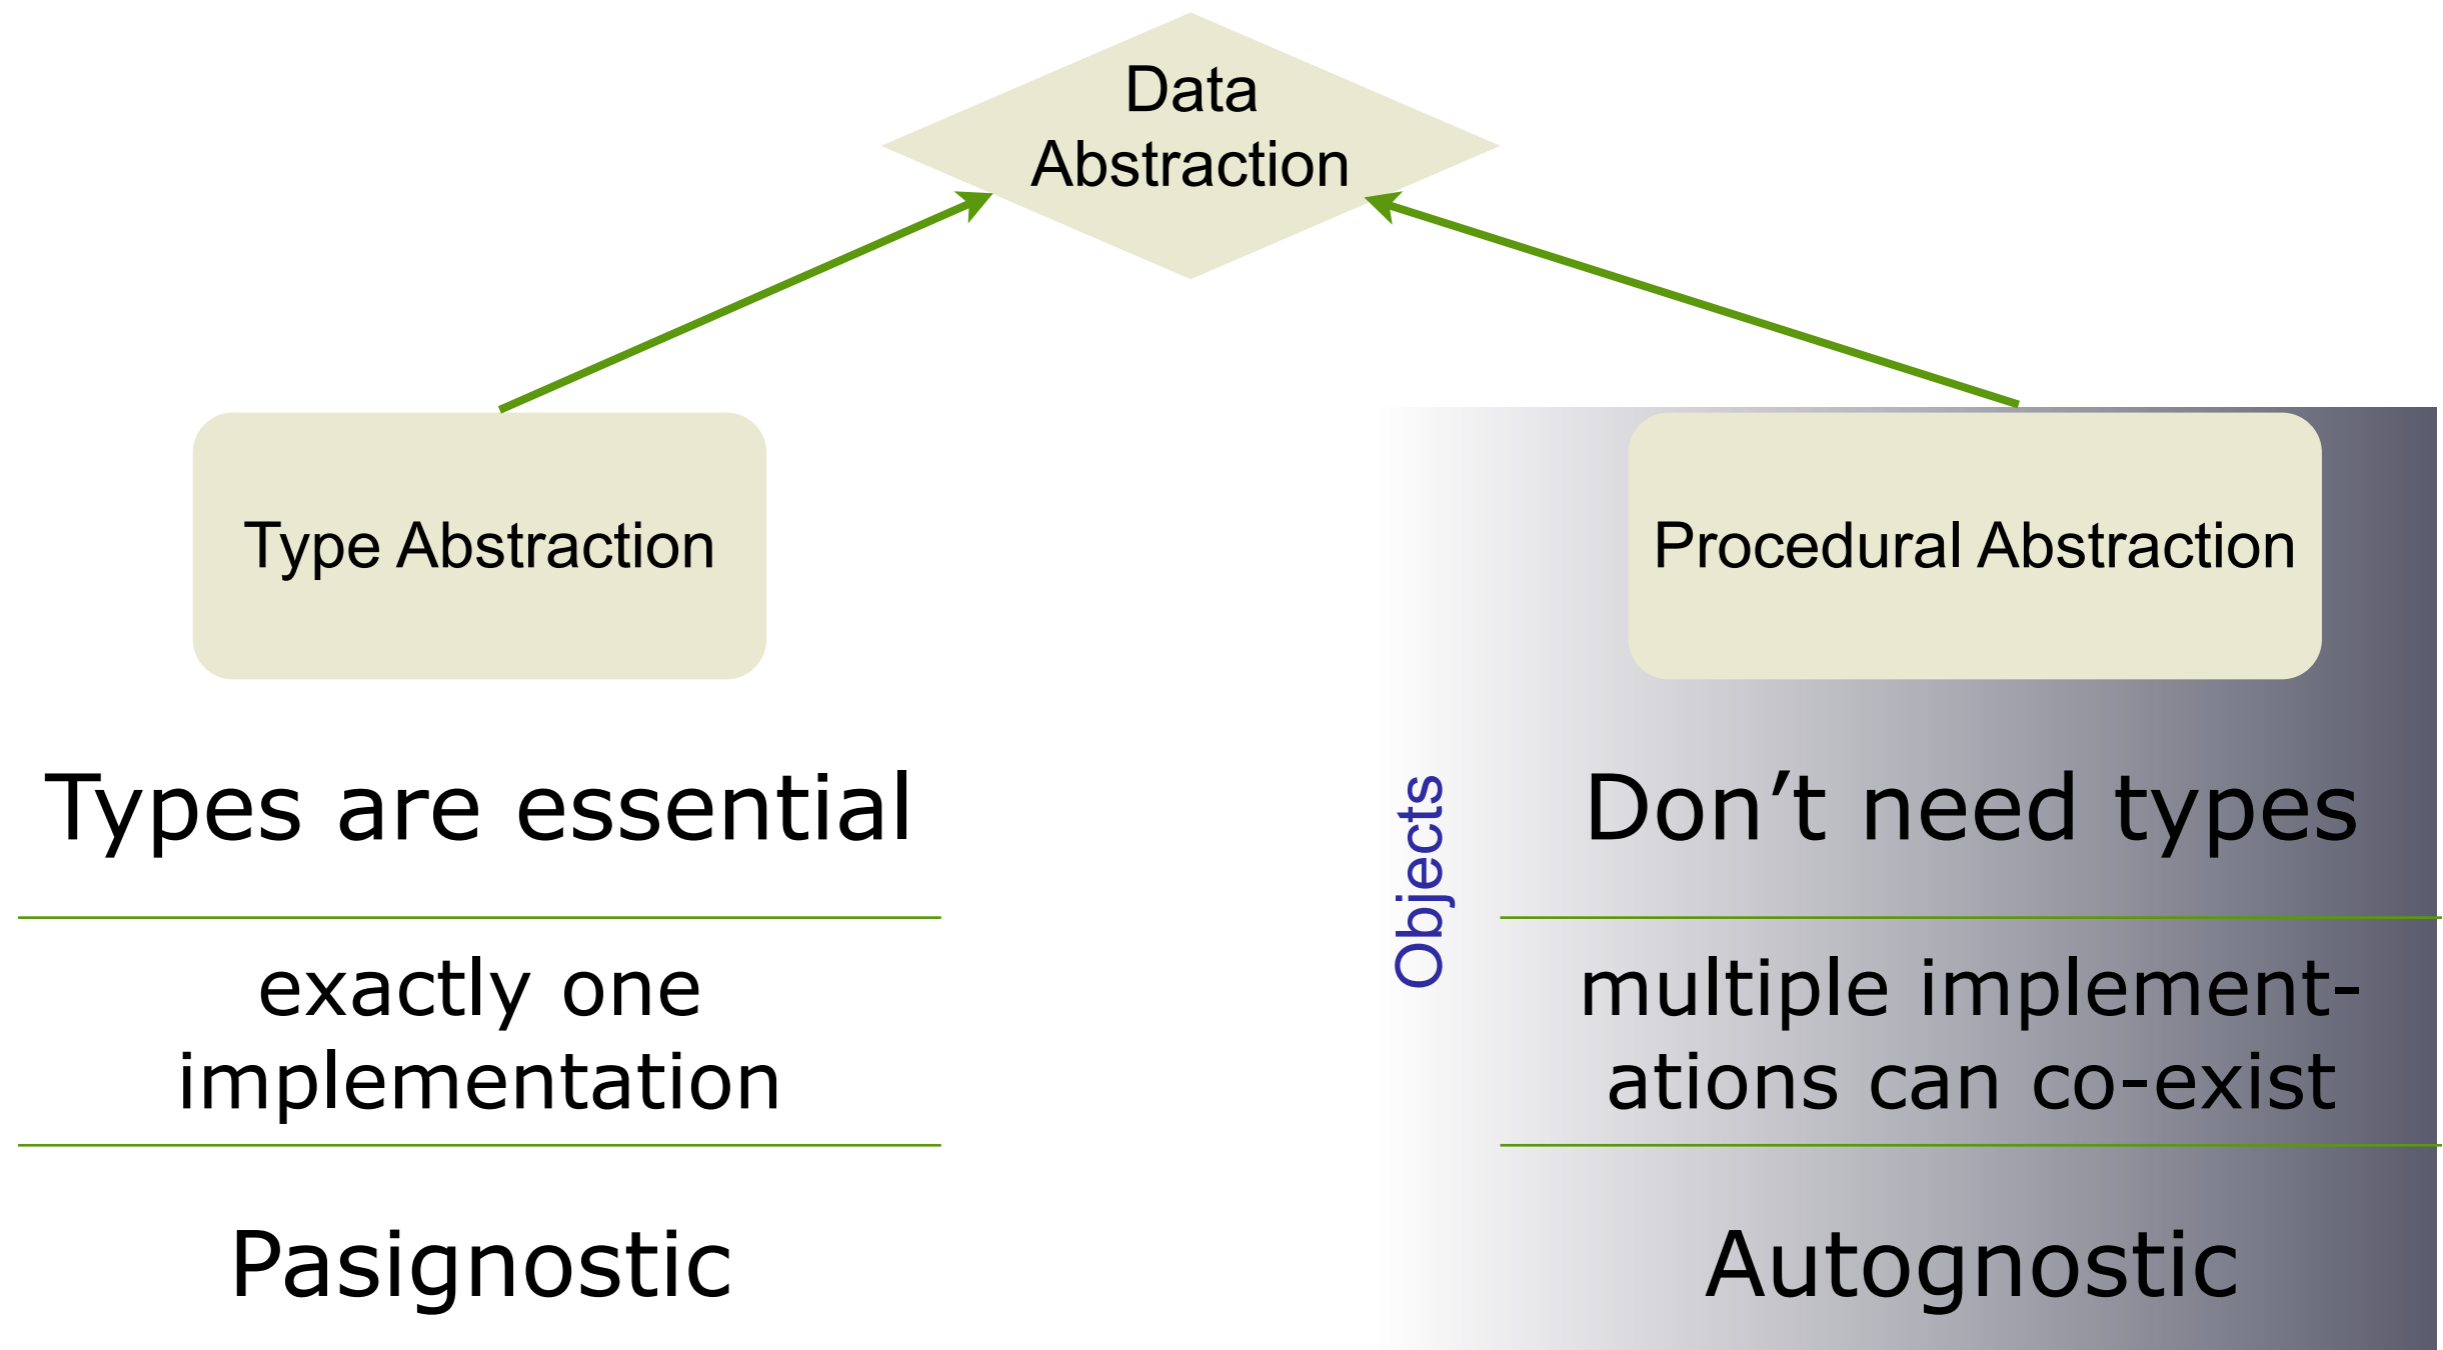 Data
Abstraction
Type Abstraction
Procedural Abstraction
Types are essential
exactly one
implementation
Pasignostic
Objects
Don’t need types
multiple implement-
ations can co-exist
Autognostic